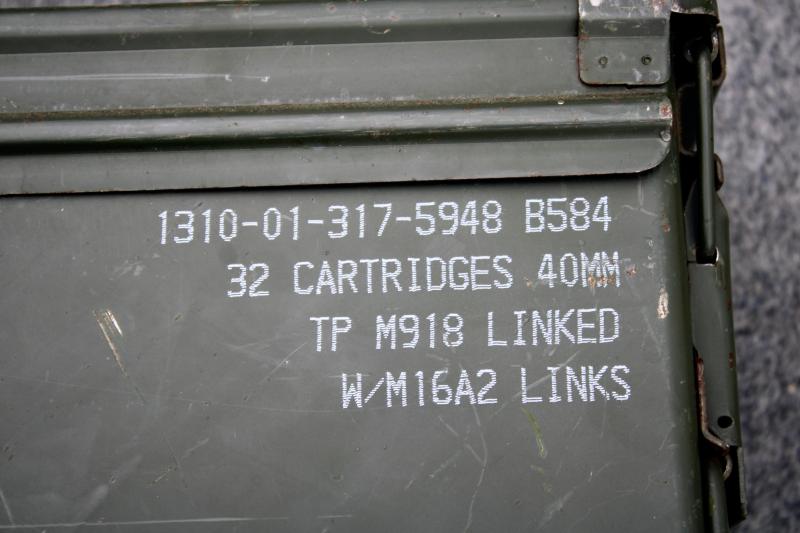 1310-01-317-5948 B584
32 CARTRIDGES 40MM
TP M918 LINKED
W/M16A2 LINKS